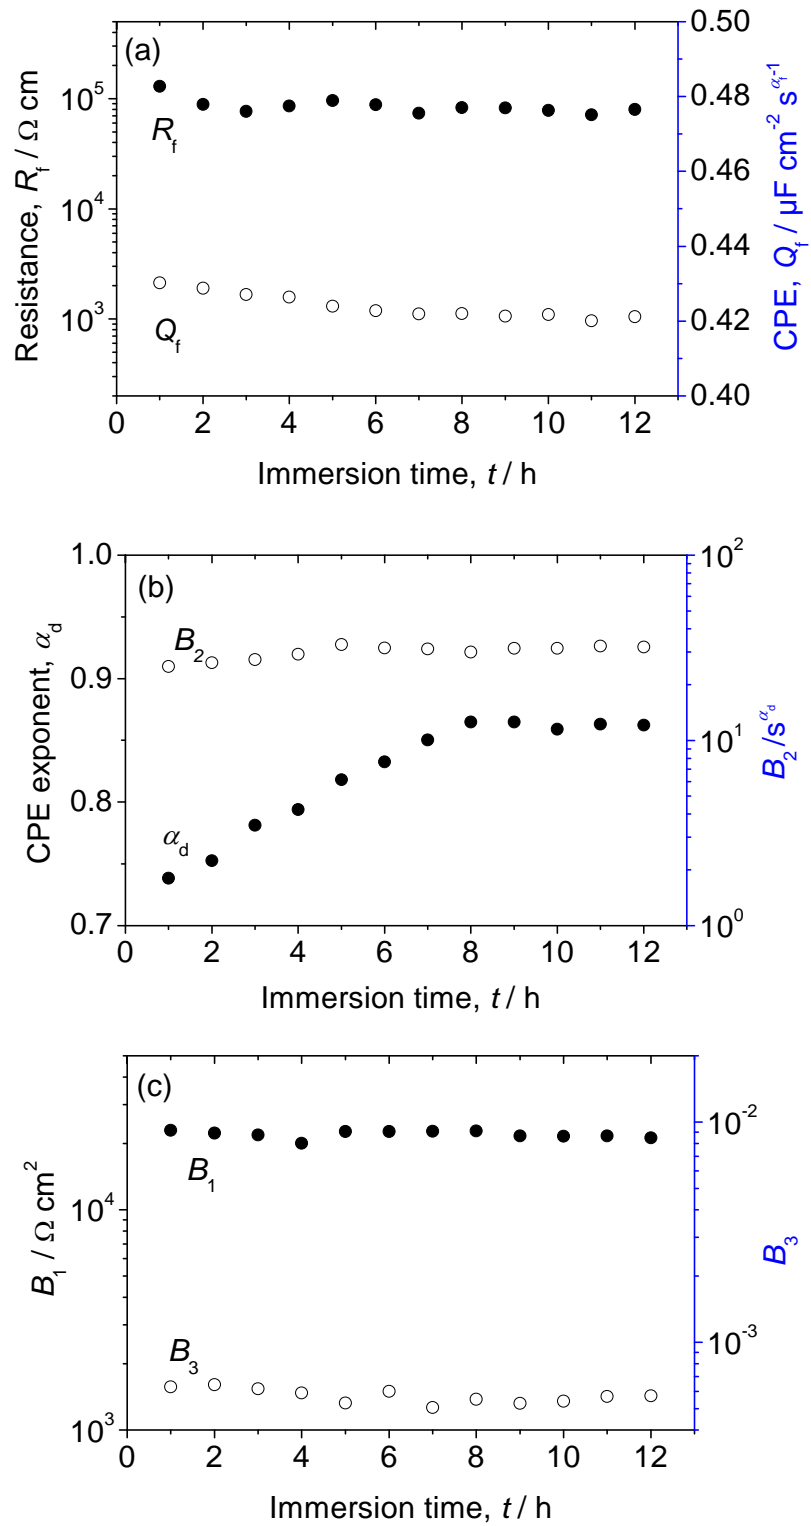 (a)
Resistance, R_f / Ω cm
10^5
10^4
10^3
R_f
Q_f
0.50
0.48
0.46
0.44
0.42
0.40
CPE, Q_f / µF cm^-2 s^α_f-1
0 2 4 6 8 10 12
Immersion time, t / h
(b)
CPE exponent, α_d
1.0
0.9
0.8
0.7
B_2
α_d
10^2
10^1
10^0
B_2/s^α_d
0 2 4 6 8 10 12
Immersion time, t / h
(c)
B_1 / Ω cm^2
10^4
10^3
B_1
B_3
10^-2
10^-3
B_3
0 2 4 6 8 10 12
Immersion time, t / h